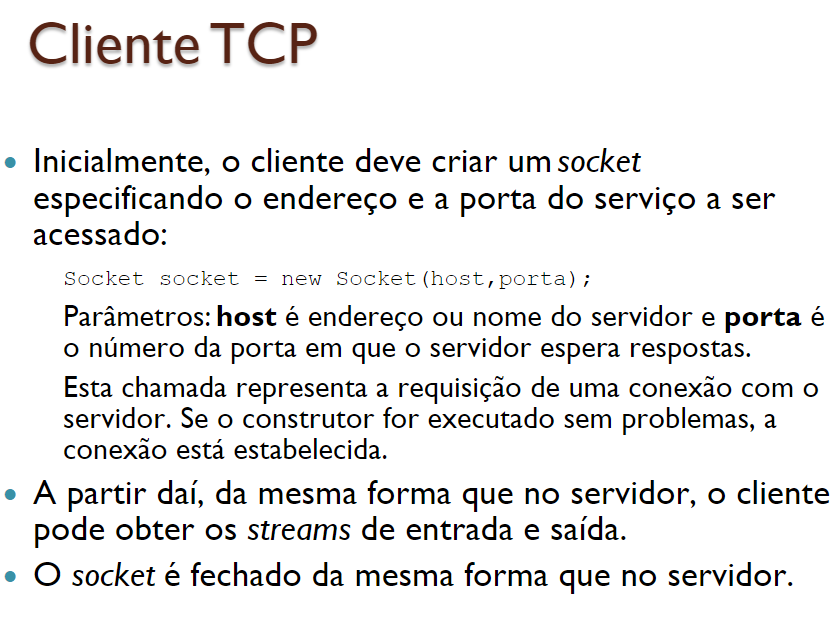 Cliente TCP
• Inicialmente, o cliente deve criar um socket
especificando o endereço e a porta do serviço a ser
acessado:
Socket socket = new Socket(host,porta);
Parâmetros: host é endereço ou nome do servidor e porta é
o número da porta em que o servidor espera respostas.
Esta chamada representa a requisição de uma conexão com o
servidor. Se o construtor for executado sem problemas, a
conexão está estabelecida.
• A partir daí, da mesma forma que no servidor, o cliente
pode obter os streams de entrada e saída.
• O socket é fechado da mesma forma que no servidor.